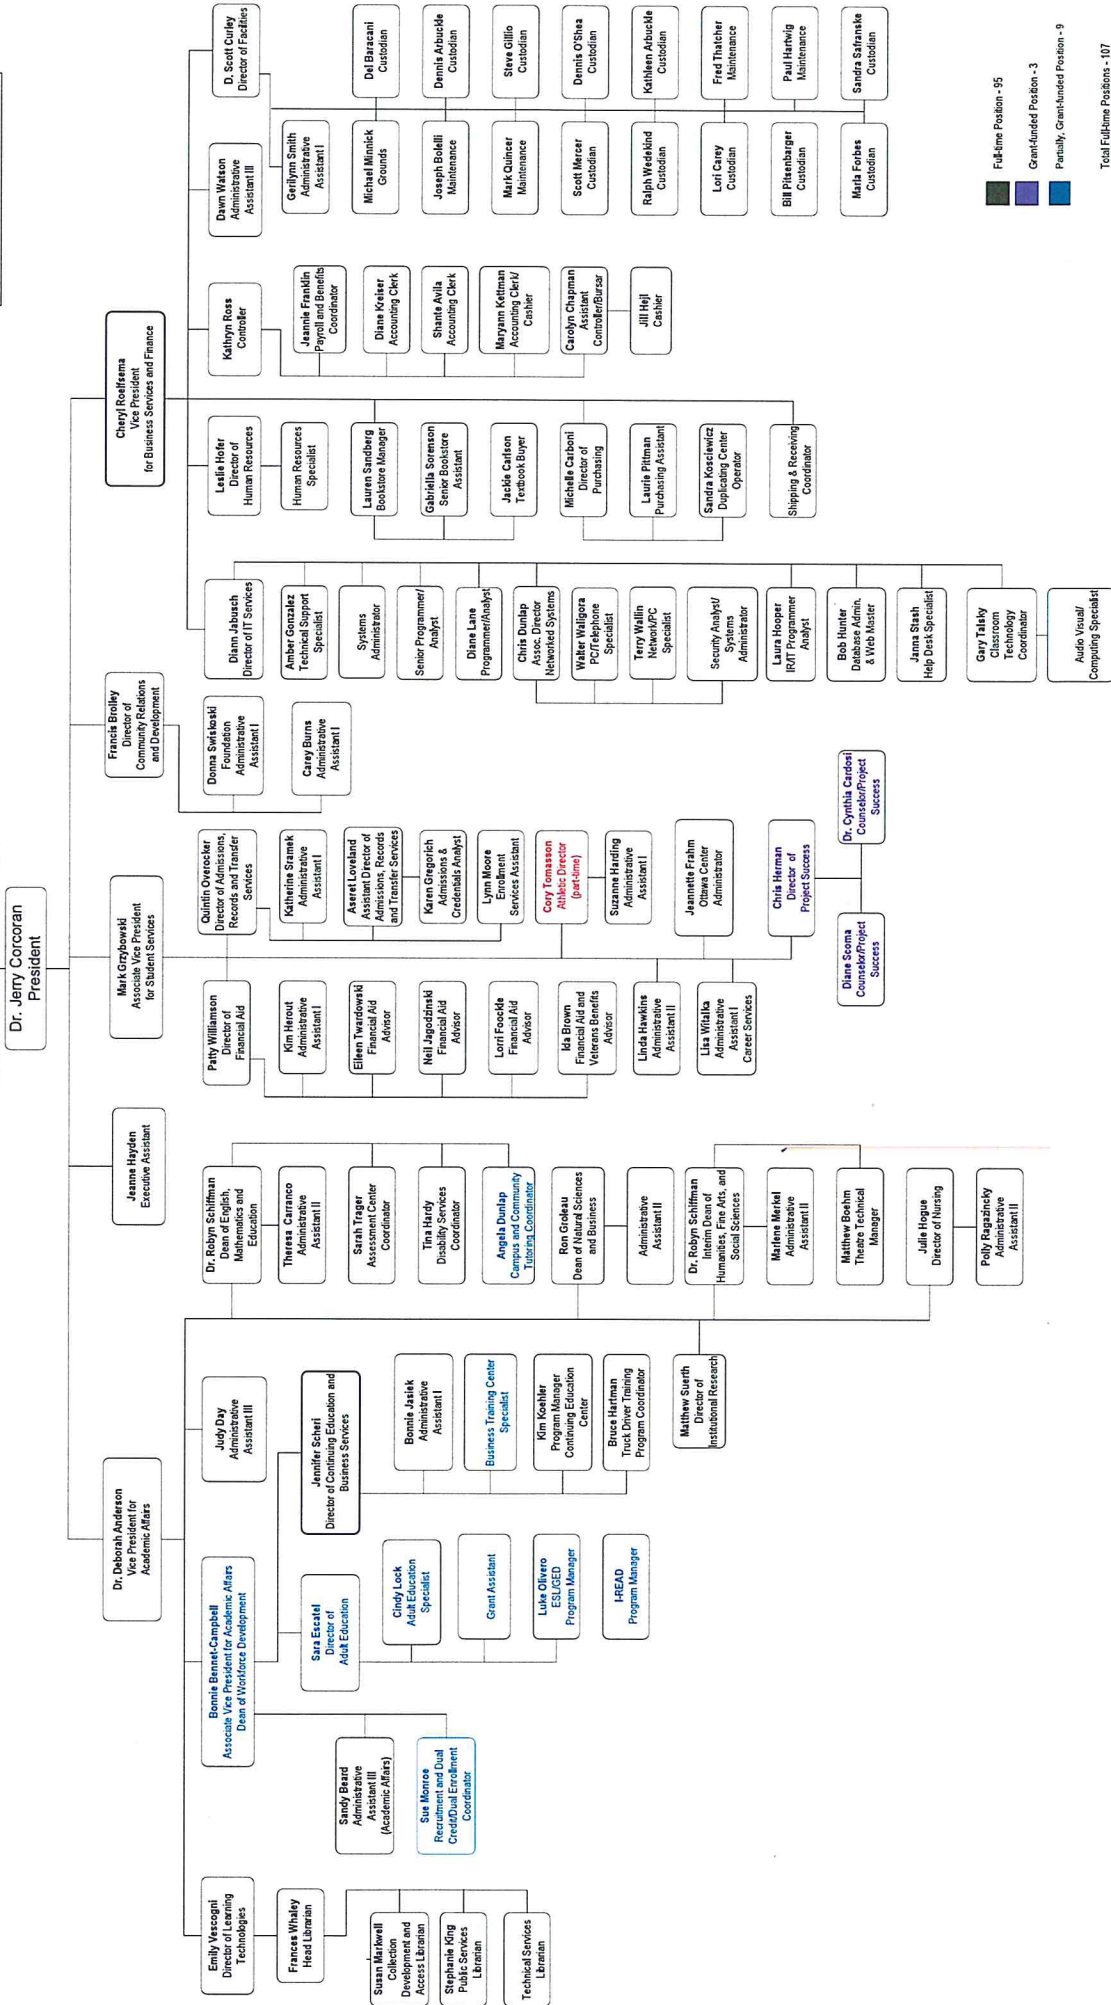 Dr. Jerry Corcoran
President
Dr. Deborah Anderson
Vice President for
Academic Affairs
Jeanne Hayden
Executive Assistant
Mark Grzybowski
Associate Vice President
for Student Services
Francis Brolley
Director of
Community Relations
and Development
Cheryl Roelfsema
Vice President
for Business Services and Finance
Emily Vescogni
Director of Learning
Technologies
Frances Whaley
Head Librarian
Susan Markwell
Collection
Development and
Access Librarian
Stephanie King
Public Services
Librarian
Technical Services
Librarian
Bonnie Bennet-Campbell
Associate Vice President for Academic Affairs
Dean of Workforce Development
Sandy Beard
Administrative
Assistant III
(Academic Affairs)
Sue Monroe
Recruitment and Dual
Credit/Dual Enrollment
Coordinator
Sara Escatel
Director of
Adult Education
Cindy Lock
Adult Education
Specialist
Grant Assistant
Luke Olivero
ESL/GED
Program Manager
I-READ
Program Manager
Judy Day
Administrative
Assistant III
Jennifer Scheri
Director of Continuing Education and
Business Services
Bonnie Jasiek
Administrative
Assistant I
Business Training Center
Specialist
Kim Koehler
Program Manager
Continuing Education
Center
Bruce Hartman
Truck Driver Training
Program Coordinator
Matthew Suerth
Director of
Institutional Research
Dr. Robyn Schiffman
Dean of English,
Mathematics and
Education
Theresa Carranco
Administrative
Assistant II
Sarah Trager
Assessment Center
Coordinator
Tina Hardy
Disability Services
Coordinator
Angela Dunlap
Campus and Community
Tutoring Coordinator
Ron Groleau
Dean of Natural Sciences
and Business
Administrative
Assistant II
Dr. Robyn Schiffman
Interim Dean of
Humanities, Fine Arts, and
Social Sciences
Marlene Merkel
Administrative
Assistant II
Matthew Boehm
Theatre Technical
Manager
Julie Hogue
Director of Nursing
Polly Ragazincky
Administrative
Assistant II
Patty Williamson
Director of
Financial Aid
Kim Herout
Administrative
Assistant I
Eileen Twardowski
Financial Aid
Advisor
Neil Jagodzinski
Financial Aid
Advisor
Lorri Foockle
Financial Aid
Advisor
Ida Brown
Financial Aid and
Veterans Benefits
Advisor
Linda Hawkins
Administrative
Assistant II
Lisa Witalka
Administrative
Assistant I
Career Services
Quintin Overocker
Director of Admissions,
Records and Transfer
Services
Katherine Sramek
Administrative
Assistant I
Aseret Loveland
Assistant Director of
Admissions, Records
and Transfer Services
Karen Gregorich
Admissions &
Credentials Analyst
Lynn Moore
Enrollment
Services Assistant
Cory Tomasson
Athletic Director
(part-time)
Suzanne Harding
Administrative
Assistant I
Jeannette Frahm
Ottawa Center
Administrator
Chris Herman
Director of
Project Success
Diane Scoma
Counselor/Project
Success
Dr. Cynthia Cardosi
Counselor/Project
Success
Donna Swiskoski
Foundation
Administrative
Assistant I
Carey Burns
Administrative
Assistant I
Diann Jabusch
Director of IT Services
Amber Gonzalez
Technical Support
Specialist
Systems
Administrator
Senior Programmer/
Analyst
Diane Lane
Programmer/Analyst
Chris Dunlap
Assoc. Director
Networked Systems
Walter Waligora
PC/Telephone
Specialist
Terry Wallin
Network/PC
Specialist
Security Analyst/
Systems
Administrator
Laura Hooper
IR/IT Programmer
Analyst
Bob Hunter
Database Admin.
& Web Master
Janna Stash
Help Desk Specialist
Gary Talsky
Classroom
Technology
Coordinator
Audio Visual/
Computing Specialist
Leslie Hofer
Director of
Human Resources
Human Resources
Specialist
Lauren Sandberg
Bookstore Manager
Gabriella Sorenson
Senior Bookstore
Assistant
Jackie Carlson
Textbook Buyer
Michelle Carboni
Director of
Purchasing
Laurie Pittman
Purchasing Assistant
Sandra Kosciewicz
Duplicating Center
Operator
Shipping & Receiving
Coordinator
Kathryn Ross
Controller
Jeannie Franklin
Payroll and Benefits
Coordinator
Diane Kreiser
Accounting Clerk
Shante Avila
Accounting Clerk
Maryann Kettman
Accounting Clerk/
Cashier
Carolyn Chapman
Assistant
Controller/Bursar
Jill Hejl
Cashier
Dawn Watson
Administrative
Assistant III
D. Scott Curley
Director of Facilities
Gerilynn Smith
Administrative
Assistant I
Michael Minnick
Grounds
Del Baracani
Custodian
Joseph Bolelli
Maintenance
Dennis Arbuckle
Custodian
Mark Quincer
Maintenance
Steve Gillio
Custodian
Scott Mercer
Custodian
Dennis O'Shea
Custodian
Ralph Wedekind
Custodian
Kathleen Arbuckle
Custodian
Lori Carey
Custodian
Fred Thatcher
Maintenance
Bill Pitsenbarger
Custodian
Paul Hartwig
Maintenance
Marla Forbes
Custodian
Sandra Safranske
Custodian
Full-time Position - 95
Grant-funded Position - 3
Partially, Grant-funded Position - 9
Total Full-time Positions - 107